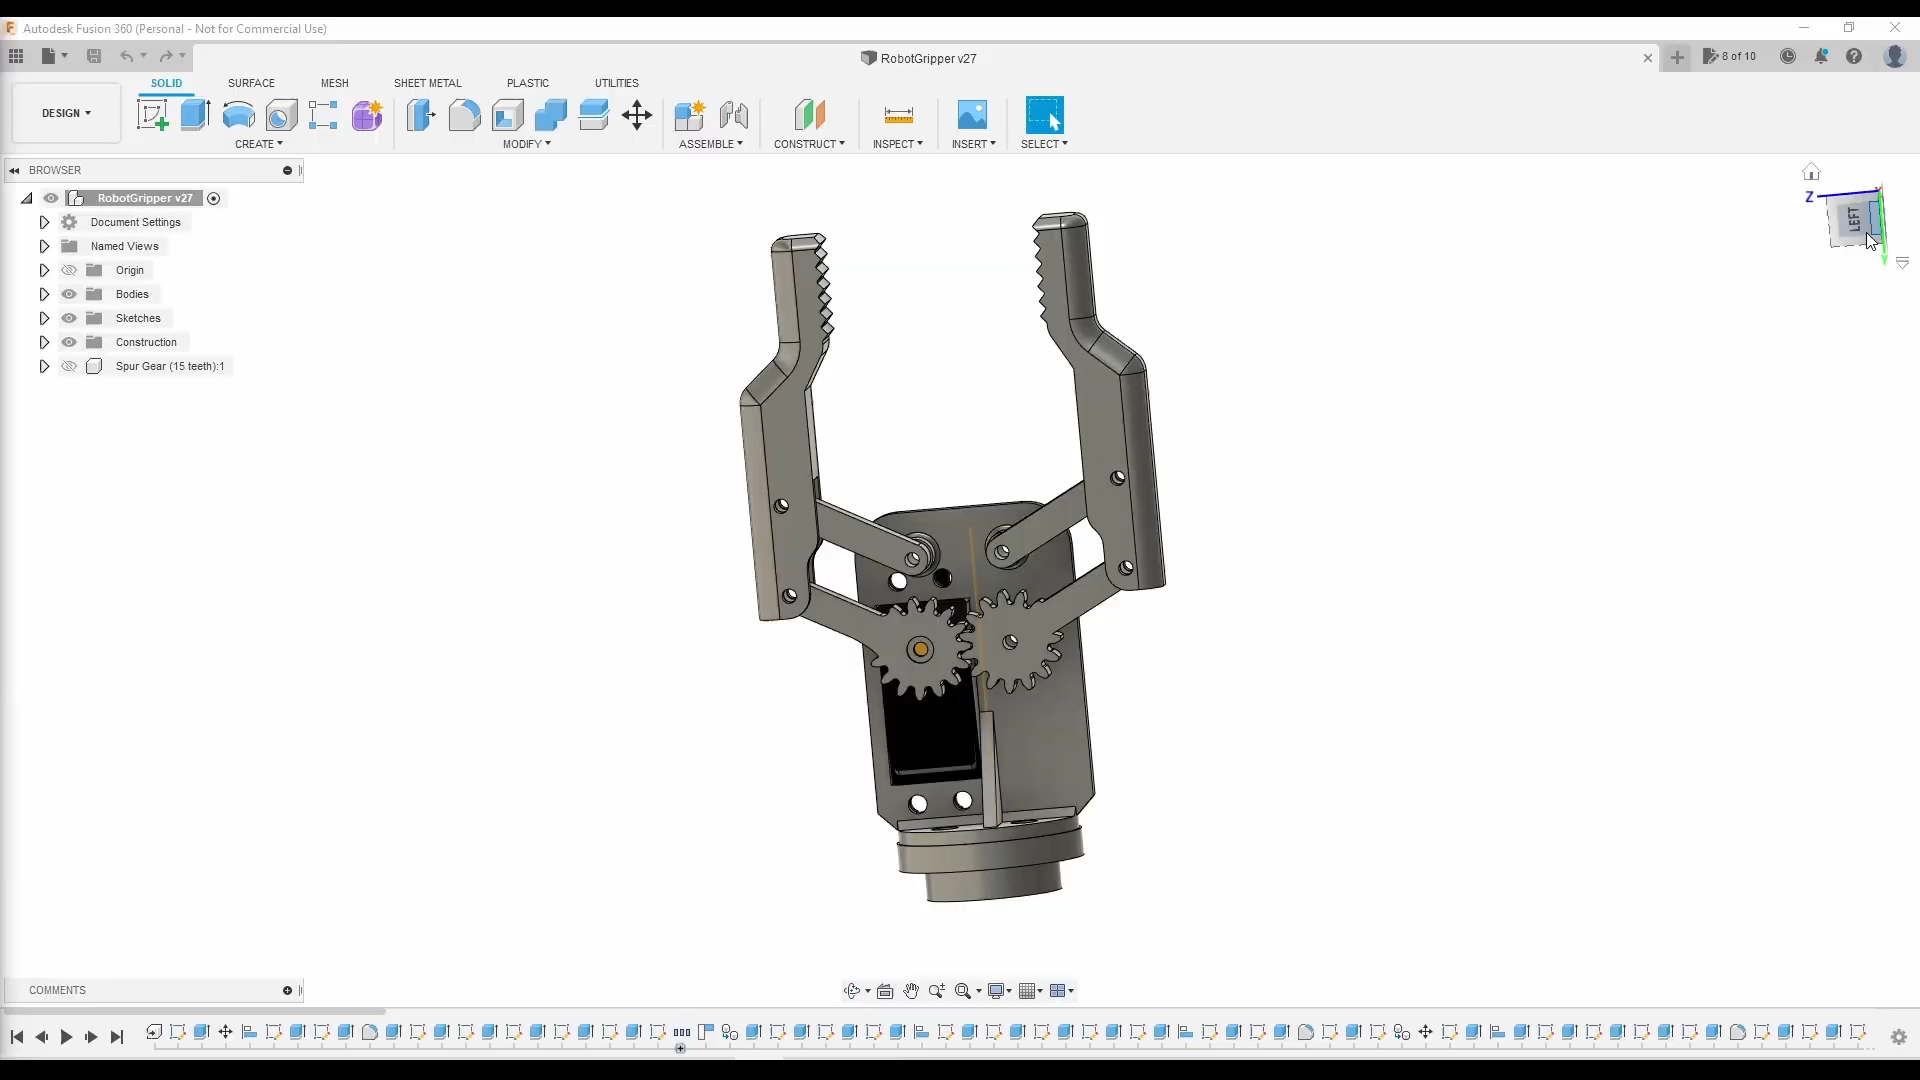 Autodesk Fusion 360 (Personal - Not for Commercial Use)
RobotGripper v27
8 of 10
SOLID SURFACE MESH SHEET METAL PLASTIC UTILITIES
DESIGN
CREATE MODIFY ASSEMBLE CONSTRUCT INSPECT INSERT SELECT
BROWSER
RobotGripper v27
Document Settings
Named Views
Origin
Bodies
Sketches
Construction
Spur Gear (15 teeth):1
Z
LEFT
Y
COMMENTS